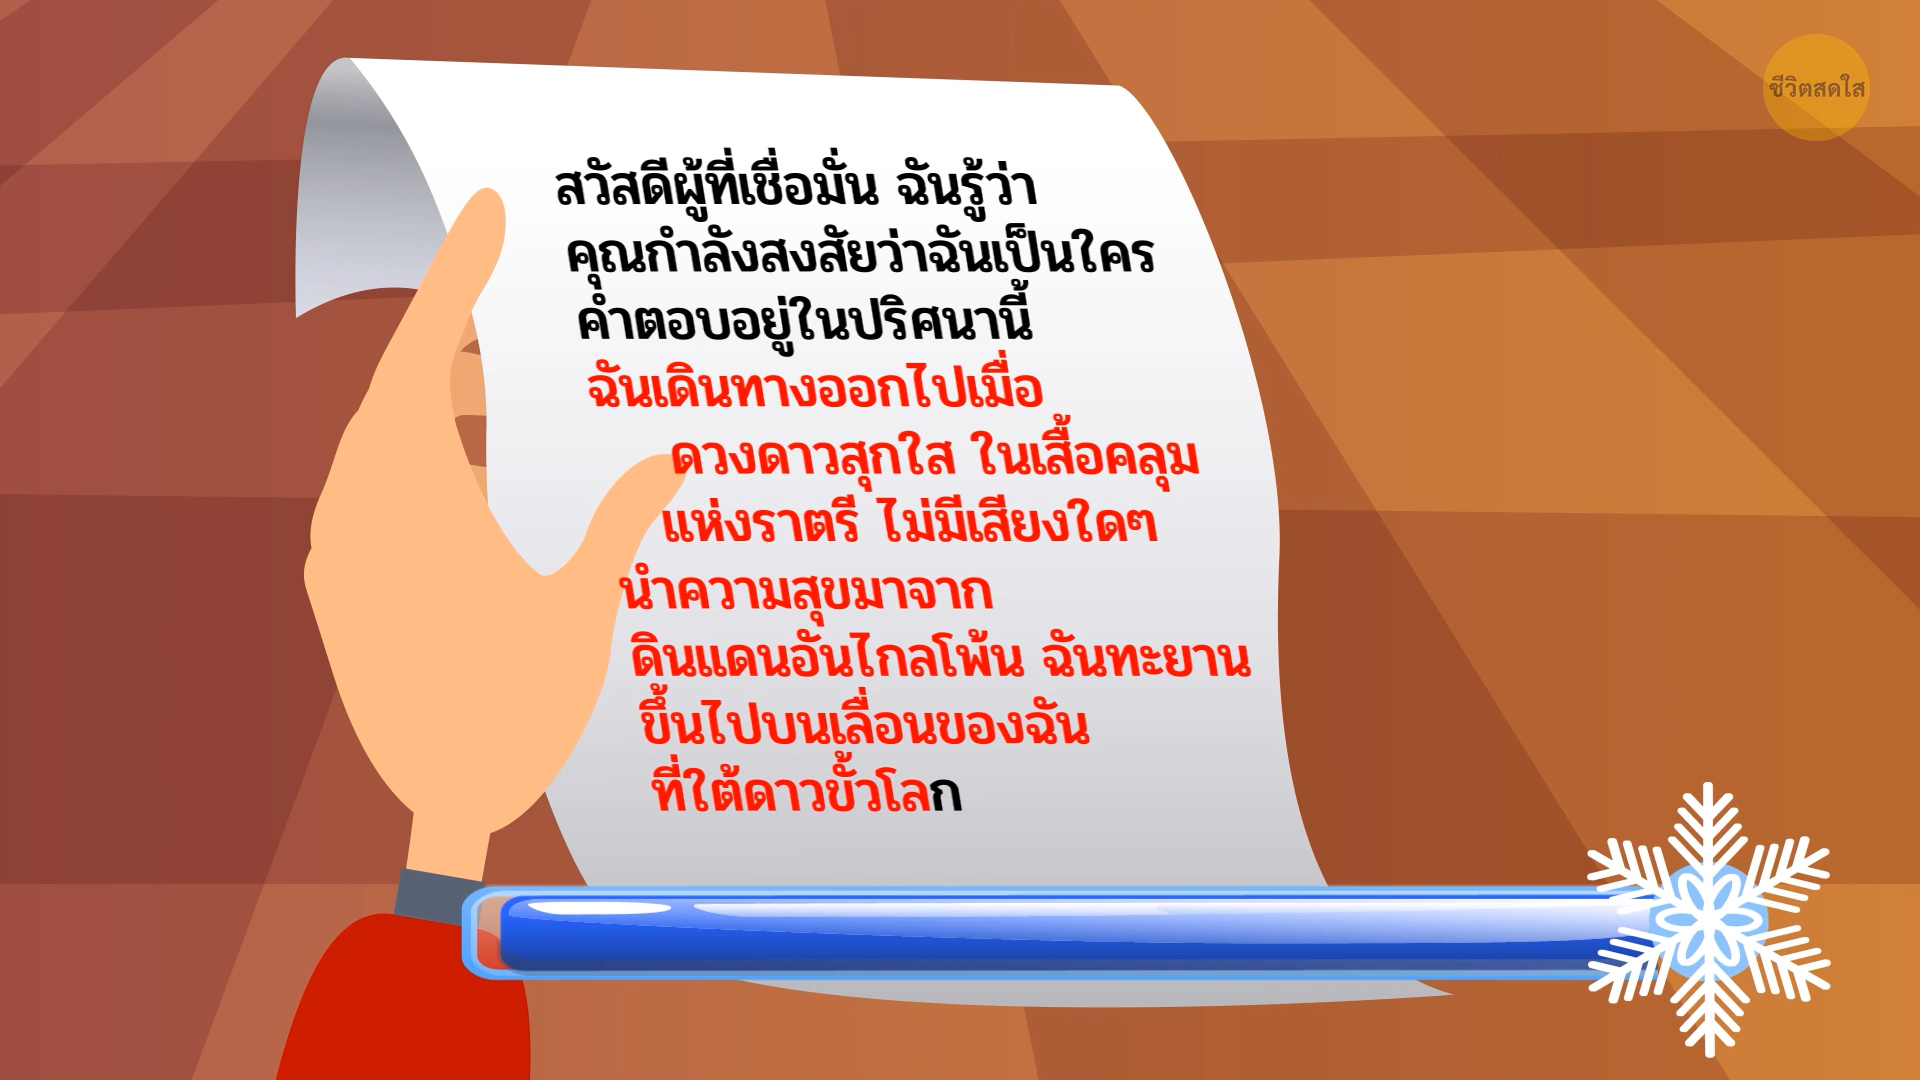 ชีวิตสดใส
สวัสดีผู้ที่เชื่อมั่น ฉันรู้ว่า
คุณกำลังสงสัยว่าฉันเป็นใคร
คำตอบอยู่ในปริศนานี้
ฉันเดินทางออกไปเมื่อ
ดวงดาวสุกใส ในเสื้อคลุม
แห่งราตรี ไม่มีเสียงใดๆ
นำความสุขมาจาก
ดินแดนอันไกลโพ้น ฉันทะยาน
ขึ้นไปบนเลื่อนของฉัน
ที่ใต้ดาวขั้วโลก